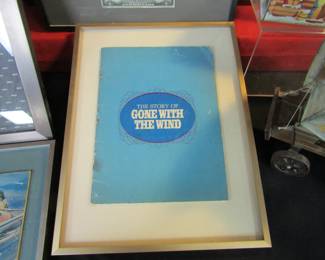 THE STORY OF
GONE WITH
THE WIND